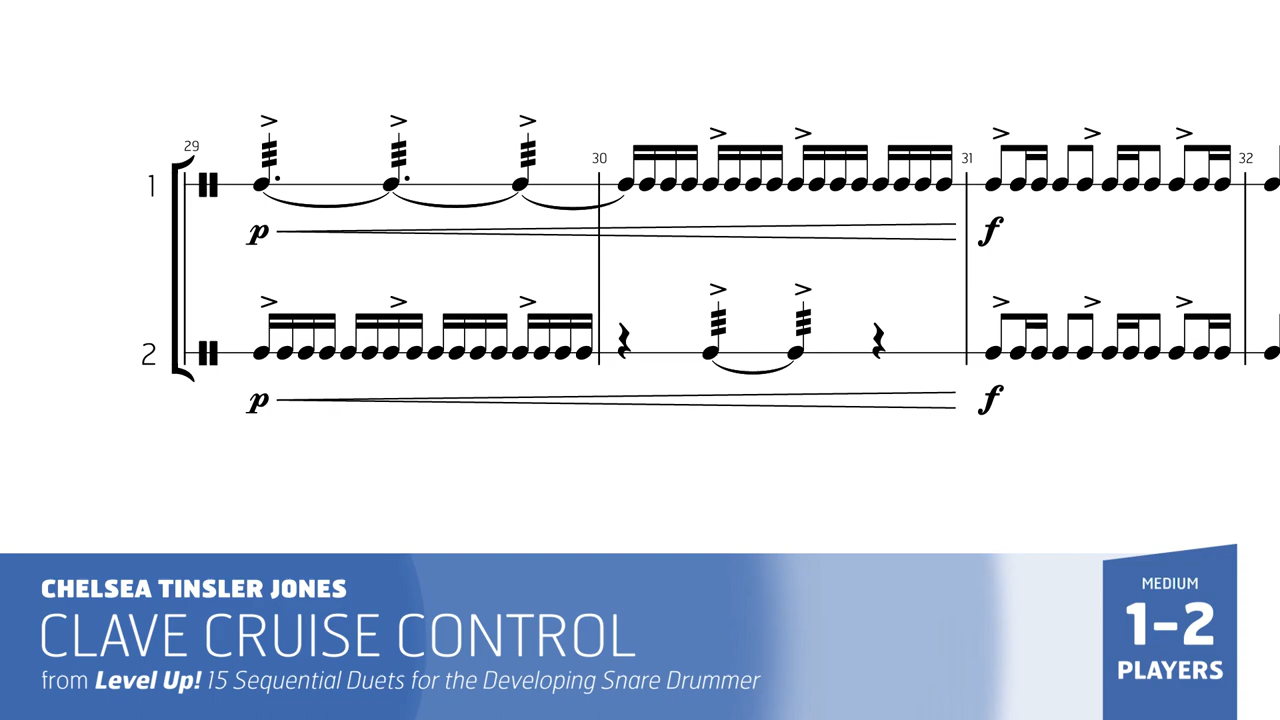 29
30
31
32
1
p
f
2
p
f
CHELSEA TINSLER JONES
CLAVE CRUISE CONTROL
from Level Up! 15 Sequential Duets for the Developing Snare Drummer
MEDIUM
1-2
PLAYERS